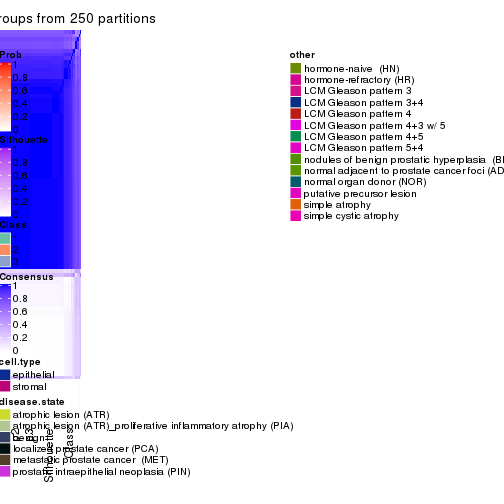 roups from 250 partitions
Prob
1
0.8
0.6
0.4
0.2
0
Silhouette
1
0.8
0.6
0.4
0.2
0
Class
1
2
3
Consensus
1
0.8
0.6
0.4
0.2
0
cell.type
epithelial
stromal
disease.state
atrophic lesion (ATR)
atrophic lesion (ATR)_proliferative inflammatory atrophy (PIA)
benign
localized prostate cancer (PCA)
metastatic prostate cancer (MET)
prostatic intraepithelial neoplasia (PIN)
Silhouette
Class
other
hormone-naive (HN)
hormone-refractory (HR)
LCM Gleason pattern 3
LCM Gleason pattern 3+4
LCM Gleason pattern 4
LCM Gleason pattern 4+3 w/ 5
LCM Gleason pattern 4+5
LCM Gleason pattern 5+4
nodules of benign prostatic hyperplasia (B
normal adjacent to prostate cancer foci (AD
normal organ donor (NOR)
putative precursor lesion
simple atrophy
simple cystic atrophy